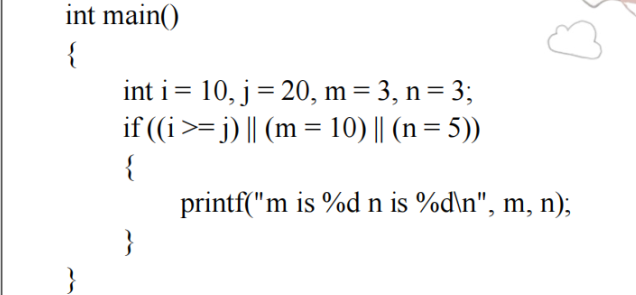 int main()
{
int i = 10, j = 20, m = 3, n = 3;
if ((i >= j) || (m = 10) || (n = 5))
{
printf("m is %d n is %d\n", m, n);
}
}